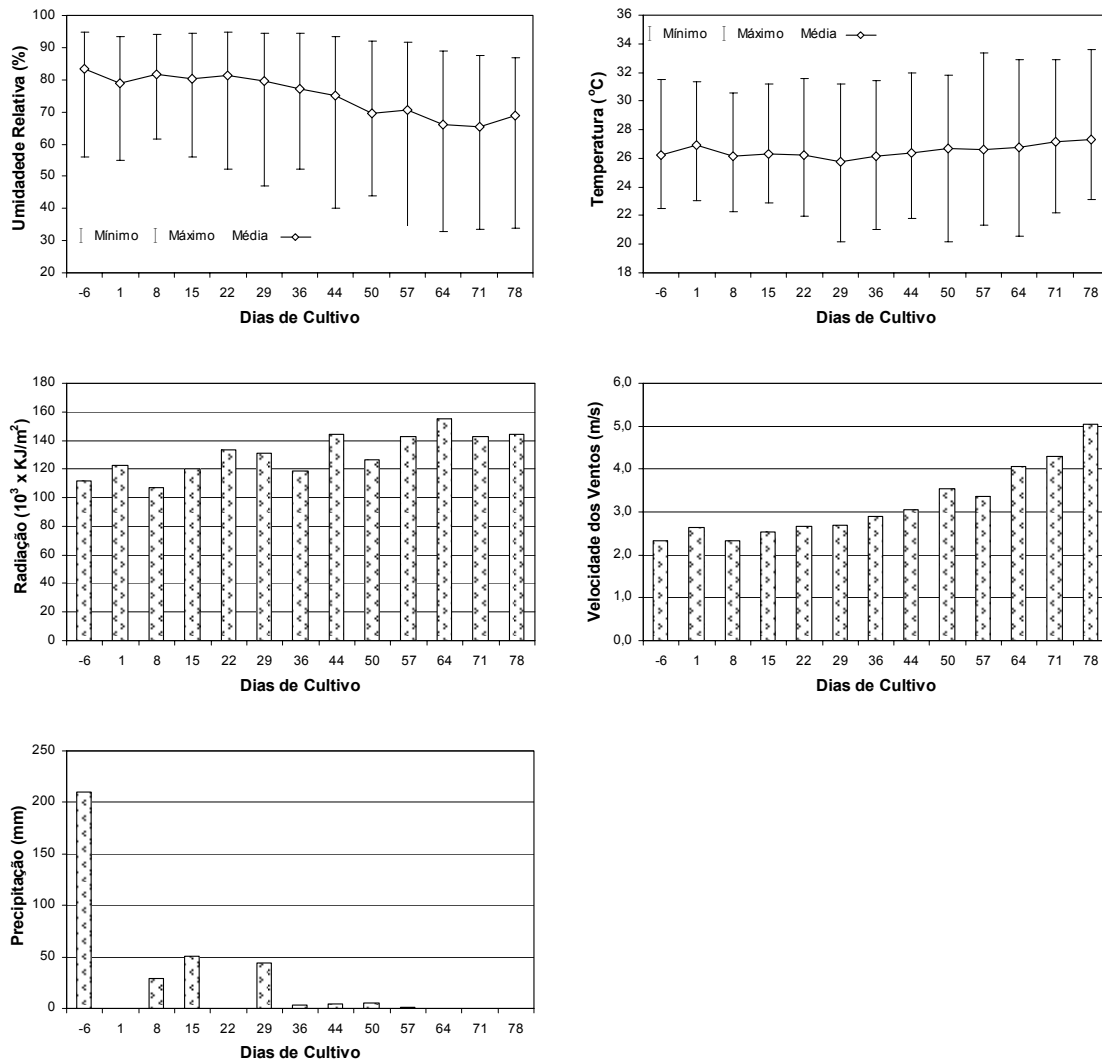 Umidadede Relativa (%)
100
90
80
70
60
50
40
30
20
Mínimo Máximo Média
-6 1 8 15 22 29 36 44 50 57 64 71 78
Dias de Cultivo
Temperatura (°C)
36
34
32
30
28
26
24
22
20
18
Mínimo Máximo Média
-6 1 8 15 22 29 36 44 50 57 64 71 78
Dias de Cultivo
Radiação (10³ x KJ/m²)
180
160
140
120
100
80
60
40
20
0
-6 1 8 15 22 29 36 44 50 57 64 71 78
Dias de Cultivo
Velocidade dos Ventos (m/s)
6,0
5,0
4,0
3,0
2,0
1,0
0,0
-6 1 8 15 22 29 36 44 50 57 64 71 78
Dias de Cultivo
Precipitação (mm)
250
200
150
100
50
0
-6 1 8 15 22 29 36 44 50 57 64 71 78
Dias de Cultivo